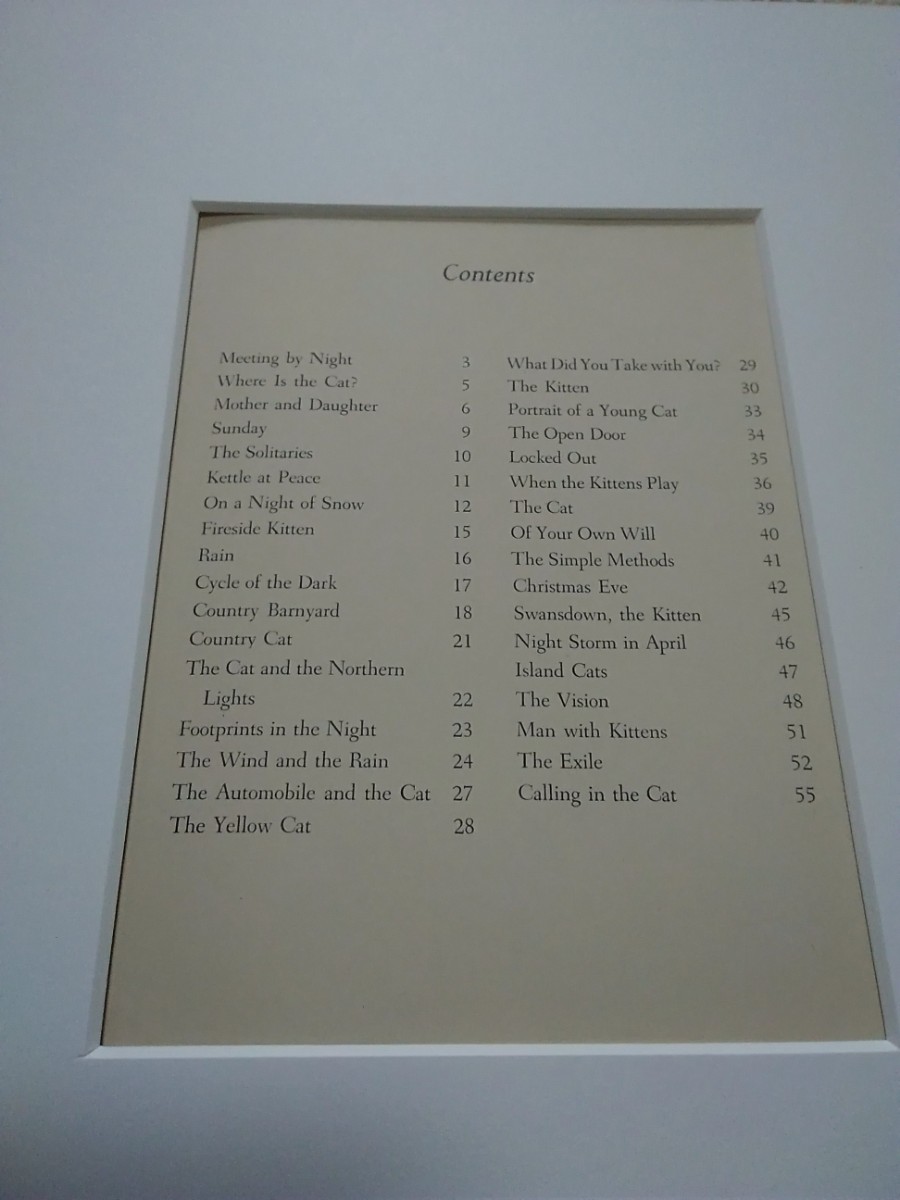 Contents
Meeting by Night 3
Where Is the Cat? 5
Mother and Daughter 6
Sunday 9
The Solitaries 10
Kettle at Peace 11
On a Night of Snow 12
Fireside Kitten 15
Rain 16
Cycle of the Dark 17
Country Barnyard 18
Country Cat 21
The Cat and the Northern
Lights 22
Footprints in the Night 23
The Wind and the Rain 24
The Automobile and the Cat 27
The Yellow Cat 28
What Did You Take with You? 29
The Kitten 30
Portrait of a Young Cat 33
The Open Door 34
Locked Out 35
When the Kittens Play 36
The Cat 39
Of Your Own Will 40
The Simple Methods 41
Christmas Eve 42
Swansdown, the Kitten 45
Night Storm in April 46
Island Cats 47
The Vision 48
Man with Kittens 51
The Exile 52
Calling in the Cat 55